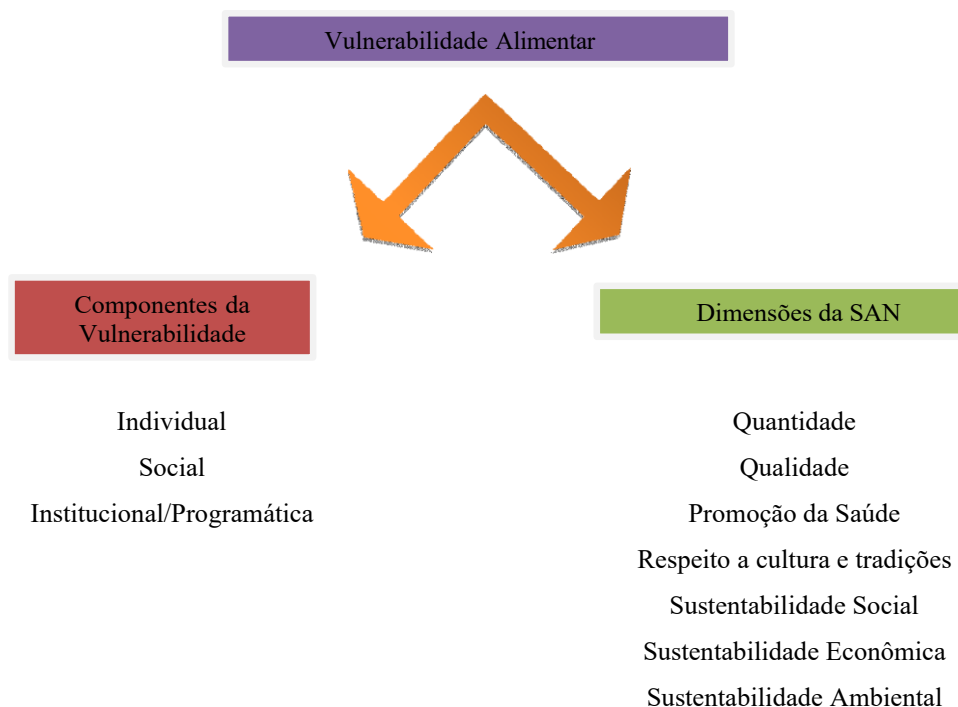 Vulnerabilidade Alimentar
Componentes da
Vulnerabilidade
Individual
Social
Institucional/Programática
Dimensões da SAN
Quantidade
Qualidade
Promoção da Saúde
Respeito a cultura e tradições
Sustentabilidade Social
Sustentabilidade Econômica
Sustentabilidade Ambiental